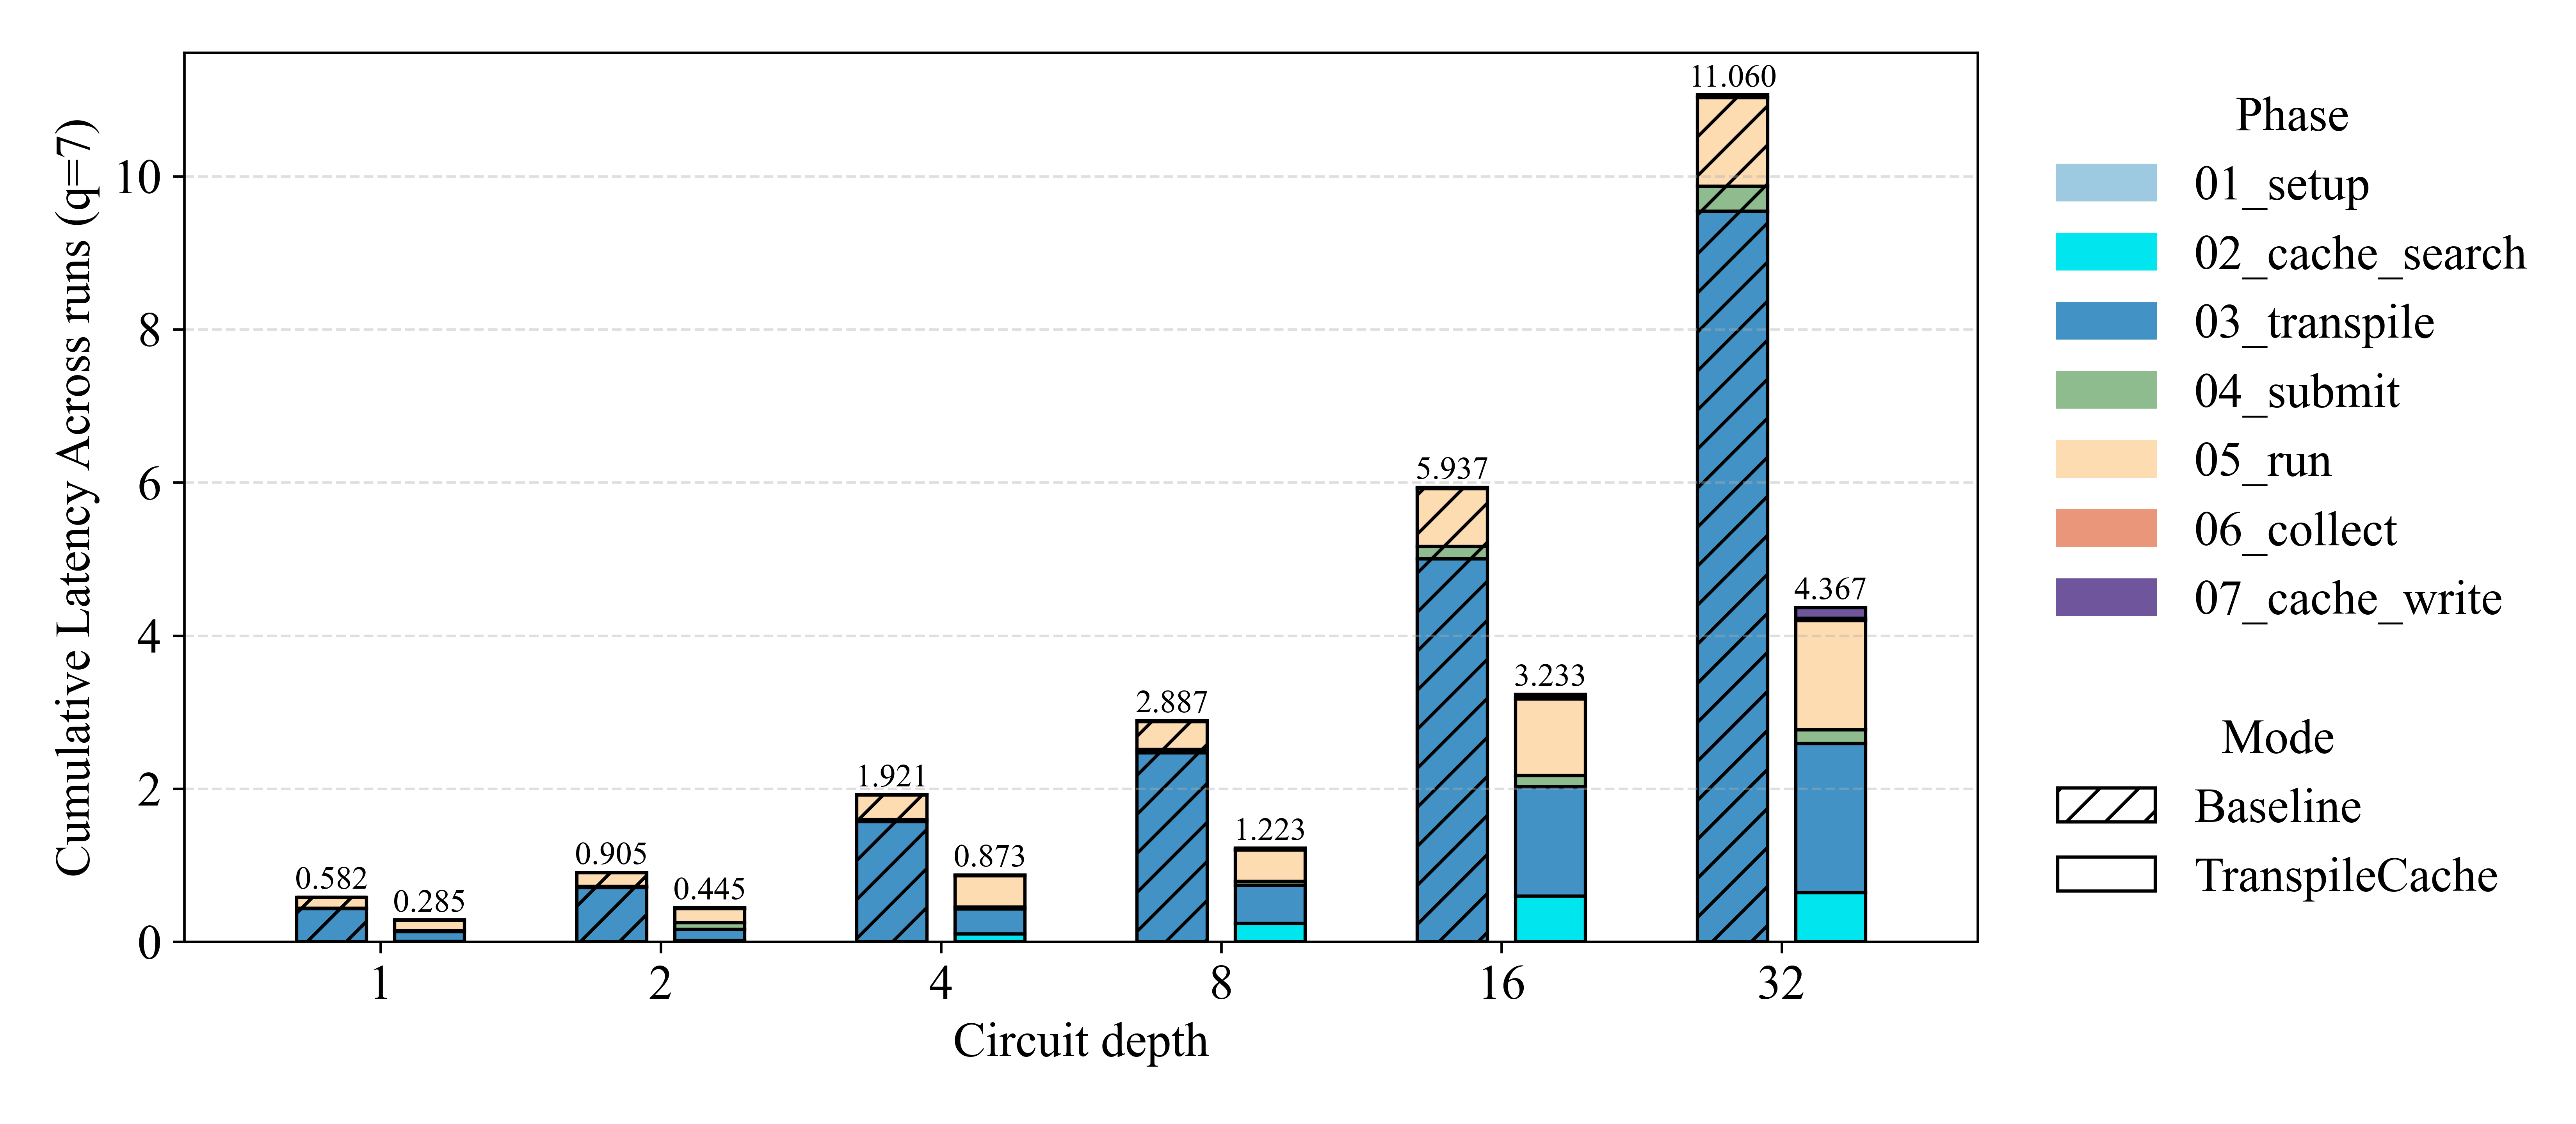 Cumulative Latency Across runs (q=7)
10
8
6
4
2
0
0.582
0.285
0.905
0.445
1.921
0.873
2.887
1.223
5.937
3.233
11.060
4.367
1
2
4
8
16
32
Circuit depth
Phase
01_setup
02_cache_search
03_transpile
04_submit
05_run
06_collect
07_cache_write
Mode
Baseline
TranspileCache